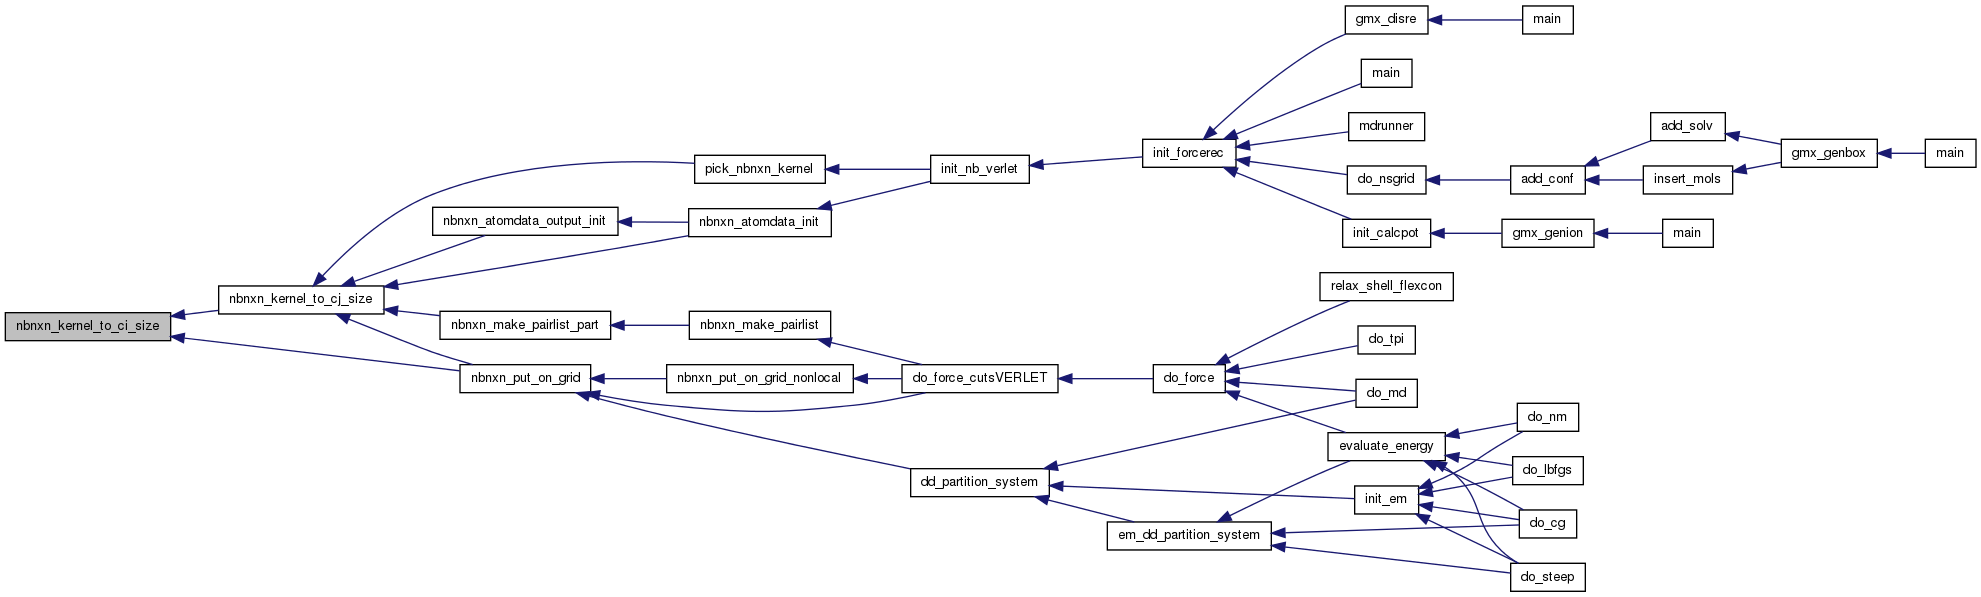 gmx_disre
main
main
mdrunner
add_solv
init_forcerec
gmx_genbox
main
pick_nbnxn_kernel
init_nb_verlet
do_nsgrid
add_conf
insert_mols
nbnxn_atomdata_output_init
nbnxn_atomdata_init
init_calcpot
gmx_genion
main
relax_shell_flexcon
nbnxn_kernel_to_cj_size
nbnxn_kernel_to_ci_size
nbnxn_make_pairlist_part
nbnxn_make_pairlist
do_tpi
nbnxn_put_on_grid
nbnxn_put_on_grid_nonlocal
do_force_cutsVERLET
do_force
do_md
do_nm
evaluate_energy
do_lbfgs
dd_partition_system
init_em
do_cg
em_dd_partition_system
do_steep